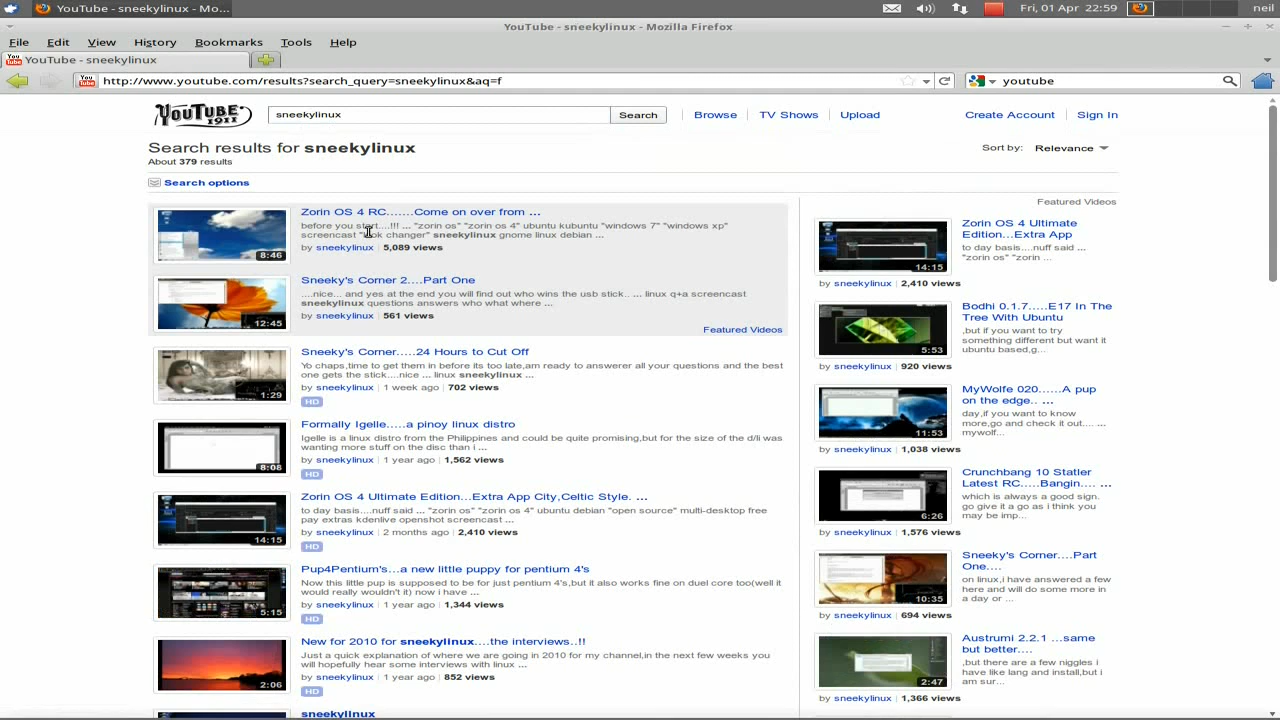 YouTube - sneekylinux - Mo...
Fri, 01 Apr 22:59
neil
YouTube - sneekylinux - Mozilla Firefox
File Edit View History Bookmarks Tools Help
YouTube - sneekylinux
http://www.youtube.com/results?search_query=sneekylinux&aq=f
youtube
YOUTUBE 1911
sneekylinux
Search
Browse | TV Shows | Upload
Create Account | Sign In
Search results for sneekylinux
About 379 results
Sort by: Relevance
Search options
Zorin OS 4 RC.......Come on over from ...
before you start....!!! ... "zorin os" "zorin os 4" ubuntu kubuntu "windows 7" "windows xp"
screencast changer" sneekylinux gnome linux debian ...
by sneekylinux | 5,089 views
8:46
Sneeky's Corner 2....Part One
....nice... and yes at the end you will find out who wins the usb stick.. ... linux q+a screencast
sneekylinux questions answers who what where ...
by sneekylinux | 561 views
12:45
Featured Videos
Sneeky's Corner.....24 Hours to Cut Off
Yo chaps,time to get them in before its too late,am ready to answerer all your questions and the best
one gets the stick....nice ... linux sneekylinux ...
by sneekylinux | 1 week ago | 702 views
HD
1:29
Formally Igelle.....a pinoy linux distro
Igelle is a linux distro from the Philippines and could be quite promising,but for the size of the d/li was
wanting more stuff on the disc than i ...
by sneekylinux | 1 year ago | 1,562 views
HD
8:08
Zorin OS 4 Ultimate Edition...Extra App City,Celtic Style. ...
to day basis....nuff said ... "zorin os" "zorin os 4" ubuntu debian "open source" multi-desktop free
pay extras kdenlive openshot screencast ...
by sneekylinux | 2 months ago | 2,410 views
HD
14:15
Pup4Pentium's...a new little puppy for pentium 4's
Now this little pup is supposed to be for just pentium 4's,but it also works fine on duel core too(well it
would really wouldn't it) now i have ...
by sneekylinux | 1 year ago | 1,344 views
HD
5:15
New for 2010 for sneekylinux....the interviews..!!
Just a quick explanation of where we are going in 2010 for my channel,in the next few weeks you
will hopefully hear some interviews with linux ...
by sneekylinux | 1 year ago | 852 views
HD
2:06
sneekylinux
Featured Videos
Zorin OS 4 Ultimate
Edition...Extra App
to day basis....nuff said ...
"zorin os" "zorin ...
14:15
by sneekylinux | 2,410 views
Bodhi 0.1.7.....E17 In The
Tree With Ubuntu
,but if you want to try
something different but want it
ubuntu based,g...
5:53
by sneekylinux | 920 views
MyWolfe 020......A pup
on the edge.. ...
day,if you want to know
more,go and check it out.... ...
mywolf...
11:53
by sneekylinux | 1,038 views
Crunchbang 10 Statler
Latest RC.....Bangin.... ...
which is always a good sign.
go give it a go as i think you
may be imp...
6:26
by sneekylinux | 1,576 views
Sneeky's Corner....Part
One....
on linux,i have answered a few
here and will do some more in
a day or ...
10:35
by sneekylinux | 694 views
Austrumi 2.2.1 ...same
but better....
,but there are a few niggles i
have like lang and install,but i
am sur...
2:47
by sneekylinux | 1,366 views